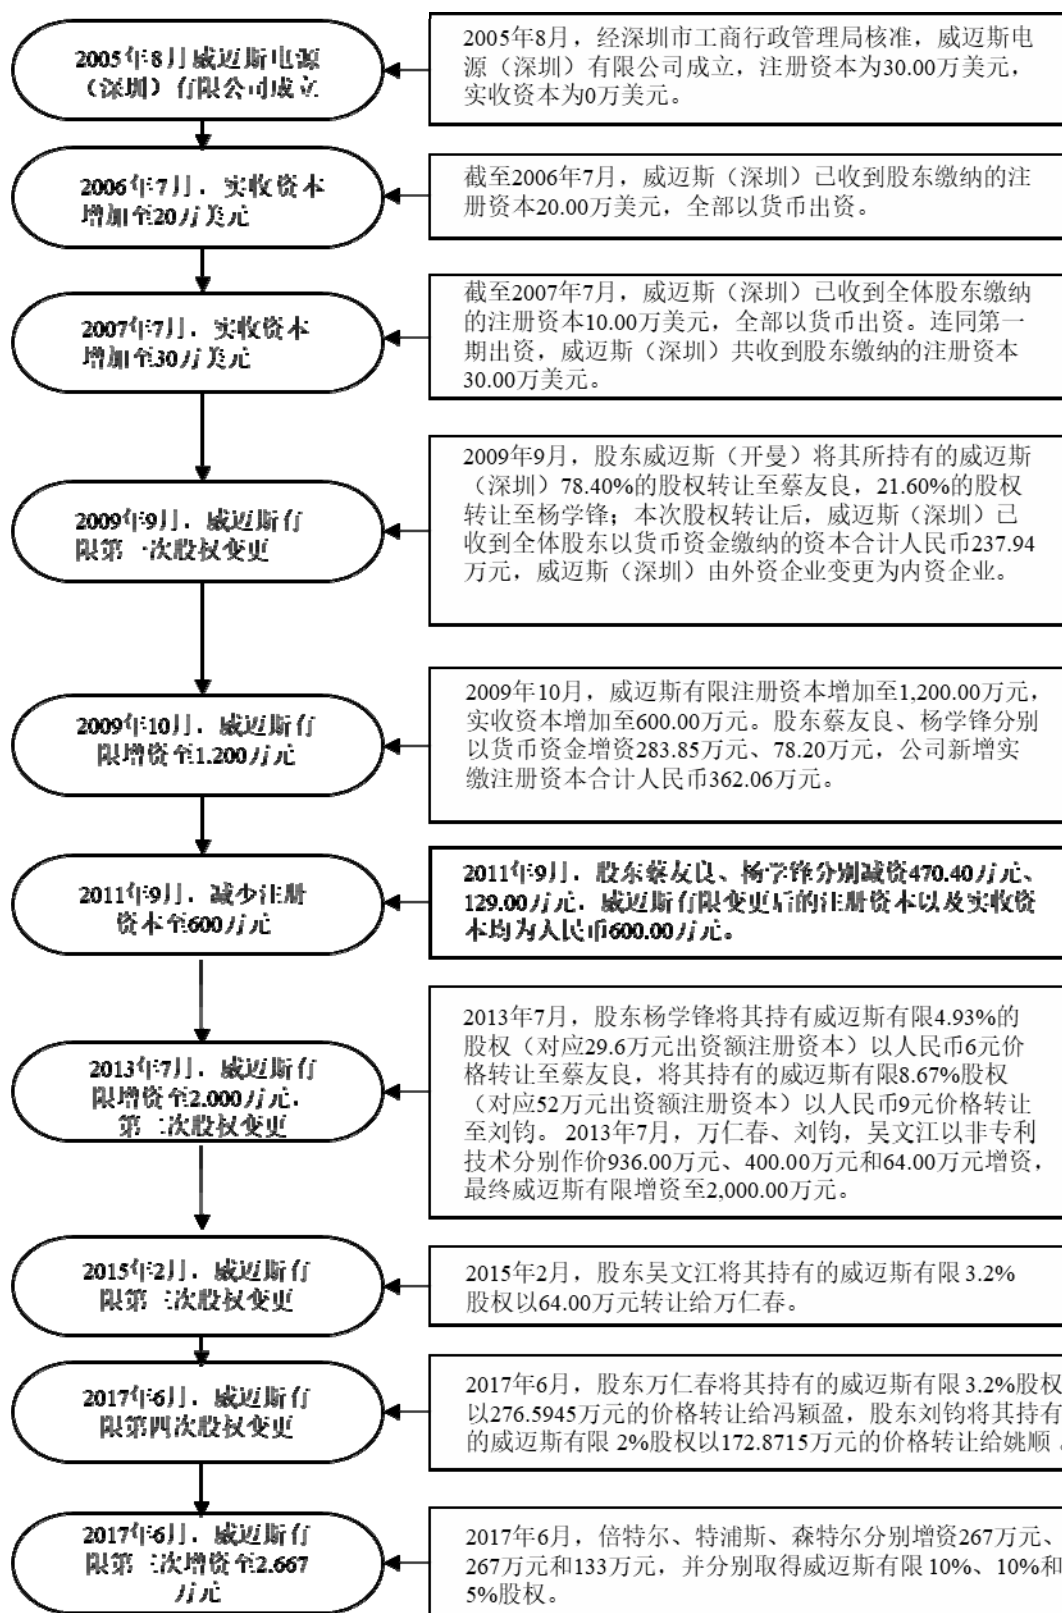 2005年8月威迈斯电源
（深圳）有限公司成立
2005年8月，经深圳市工商行政管理局核准，威迈斯电
源（深圳）有限公司成立，注册资本为30.00万美元，
实收资本为0万美元。
2006年7月，实收资本
增加至20万美元
截至2006年7月，威迈斯（深圳）已收到股东缴纳的注
册资本20.00万美元，全部以货币出资。
2007年7月，实收资本
增加至30万美元
截至2007年7月，威迈斯（深圳）已收到全体股东缴纳
的注册资本10.00万美元，全部以货币出资。连同第一
期出资，威迈斯（深圳）共收到股东缴纳的注册资本
30.00万美元。
2009年9月，威迈斯有
限第一次股权变更
2009年9月，股东威迈斯（开曼）将其所持有的威迈斯
（深圳）78.40%的股权转让至蔡友良，21.60%的股权
转让至杨学锋；本次股权转让后，威迈斯（深圳）已
收到全体股东以货币资金缴纳的资本合计人民币237.94
万元，威迈斯（深圳）由外资企业变更为内资企业。
2009年10月，威迈斯有
限增资至1,200万元
2009年10月，威迈斯有限注册资本增加至1,200.00万元，
实收资本增加至600.00万元。股东蔡友良、杨学锋分别
以货币资金增资283.85万元、78.20万元，公司新增实
缴注册资本合计人民币362.06万元。
2011年9月，减少注册
资本至600万元
2011年9月，股东蔡友良、杨学锋分别减资470.40万元、
129.00万元，威迈斯有限变更后的注册资本以及实收资
本均为人民币600.00万元。
2013年7月，威迈斯有
限增资至2,000万元，
第二次股权变更
2013年7月，股东杨学锋将其持有威迈斯有限4.93%的
股权（对应29.6万元出资额注册资本）以人民币6元价
格转让至蔡友良，将其持有的威迈斯有限8.67%股权
（对应52万元出资额注册资本）以人民币9元价格转让
至刘钧。 2013年7月，万仁春、刘钧，吴文江以非专利
技术分别作价936.00万元、400.00万元和64.00万元增资，
最终威迈斯有限增资至2,000.00万元。
2015年2月，威迈斯有
限第三次股权变更
2015年2月，股东吴文江将其持有的威迈斯有限 3.2%
股权以64.00万元转让给万仁春。
2017年6月，威迈斯有
限第四次股权变更
2017年6月，股东万仁春将其持有的威迈斯有限 3.2%股权
以276.5945万元的价格转让给冯颖盈，股东刘钧将其持有
的威迈斯有限 2%股权以172.8715万元的价格转让给姚顺 。
2017年6月，威迈斯有
限第三次增资至2,667
万元
2017年6月，倍特尔、特浦斯、森特尔分别增资267万元、
267万元和133万元，并分别取得威迈斯有限 10%、10%和
5%股权。